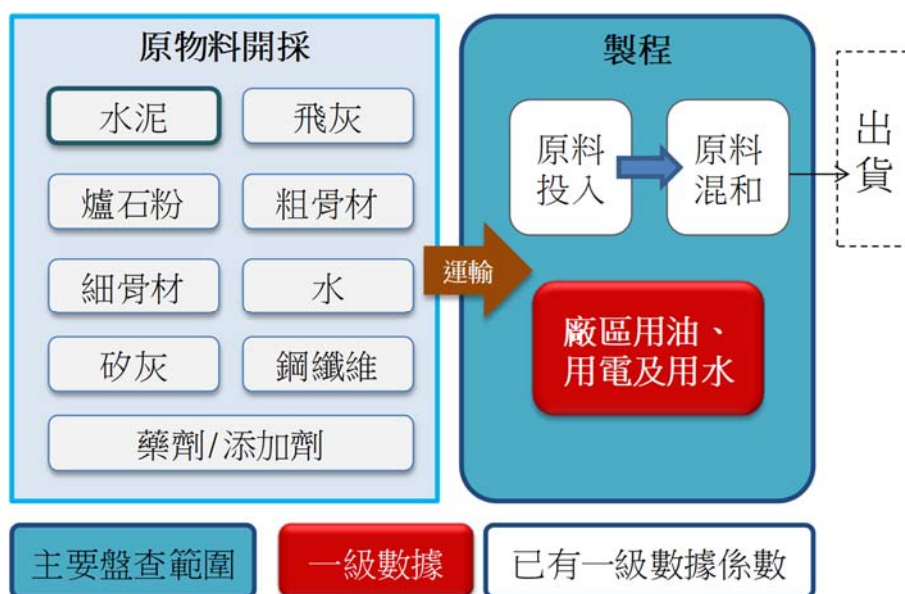 原物料開採
水泥
飛灰
爐石粉
粗骨材
細骨材
水
矽灰
鋼纖維
藥劑/添加劑
運輸
製程
原料
投入
原料
混和
廠區用油、
用電及用水
出
貨
主要盤查範圍
一級數據
已有一級數據係數